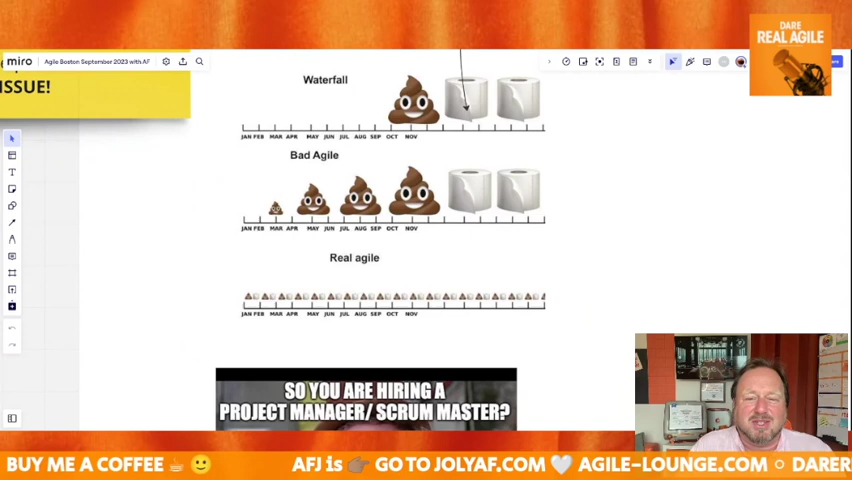 DARE
REAL AGILE
miro
Agile Boston September 2023 with AF
ISSUE!
Waterfall
JAN FEB MAR APR MAY JUN JUL AUG SEP OCT NOV
Bad Agile
JAN FEB MAR APR MAY JUN JUL AUG SEP OCT NOV
Real agile
JAN FEB MAR APR MAY JUN JUL AUG SEP OCT NOV
SO YOU ARE HIRING A
PROJECT MANAGER/ SCRUM MASTER?
BUY ME A COFFEE ☕ 🙂 AFJ is 👉🏽 GO TO JOLYAF.COM 🤍 AGILE-LOUNGE.COM ○ DARER